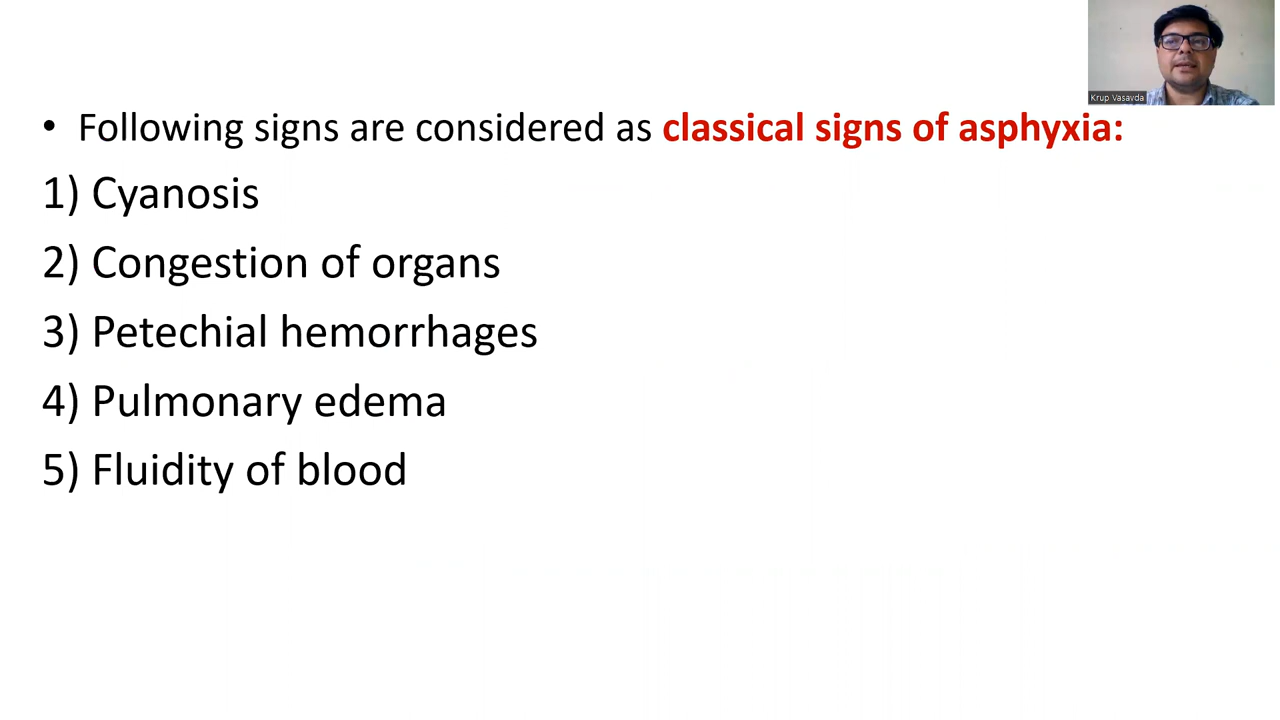 Krup Vasavda
• Following signs are considered as classical signs of asphyxia:
1) Cyanosis
2) Congestion of organs
3) Petechial hemorrhages
4) Pulmonary edema
5) Fluidity of blood